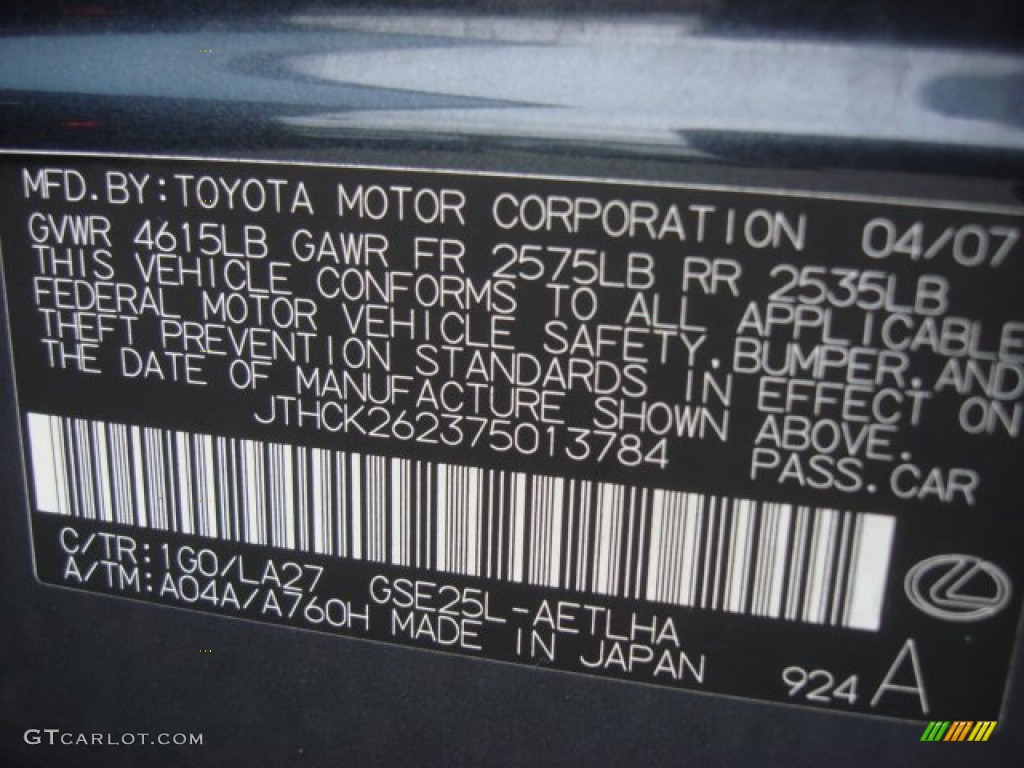 MFD.BY:TOYOTA MOTOR CORPORATION 04/07
GVWR 4615LB GAWR FR 2575LB RR 2535LB
THIS VEHICLE CONFORMS TO ALL APPLICABLE
FEDERAL MOTOR VEHICLE SAFETY,BUMPER,AND
THEFT PREVENTION STANDARDS IN EFFECT ON
THE DATE OF MANUFACTURE SHOWN ABOVE.
JTHCK262375013784 PASS.CAR
C/TR:1G0/LA27 GSE25L-AETLHA
A/TM:A04A/A760H MADE IN JAPAN
924 A
GTCARLOT.COM